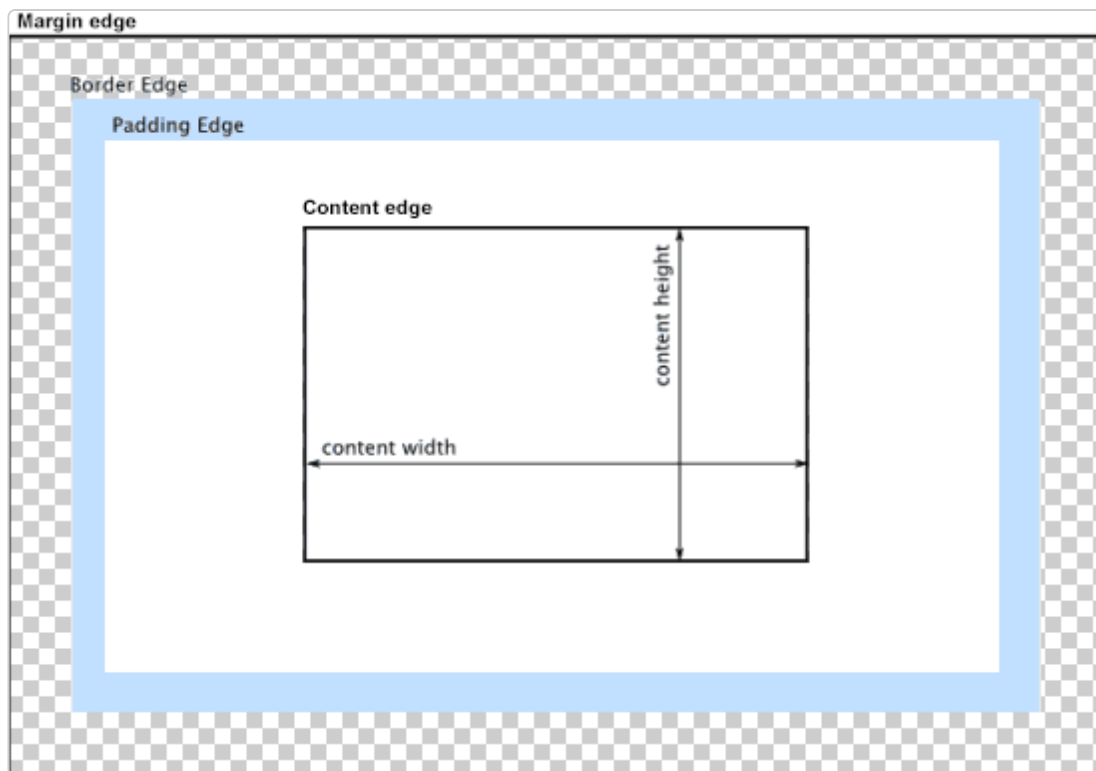 Margin edge
Border Edge
Padding Edge
Content edge
content height
content width